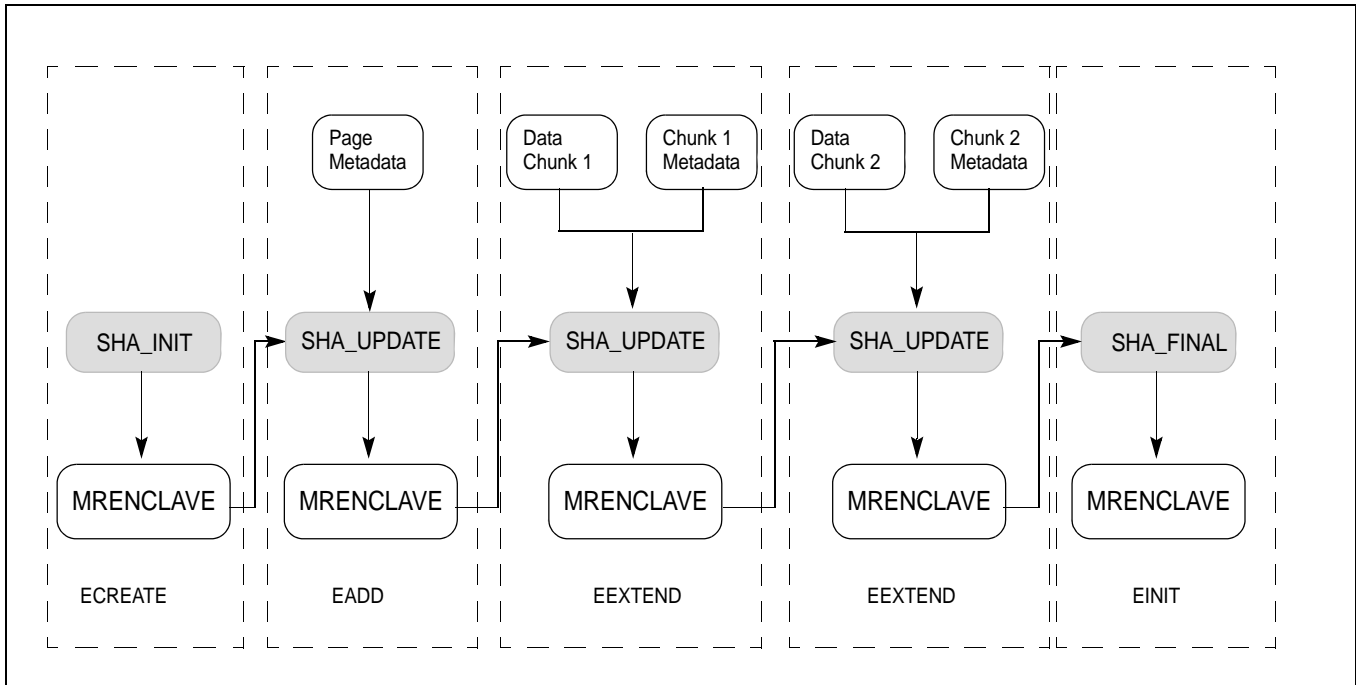 Page
Metadata
Data
Chunk 1
Chunk 1
Metadata
Data
Chunk 2
Chunk 2
Metadata
SHA_INIT
SHA_UPDATE
SHA_UPDATE
SHA_UPDATE
SHA_FINAL
MRENCLAVE
MRENCLAVE
MRENCLAVE
MRENCLAVE
MRENCLAVE
ECREATE
EADD
EEXTEND
EEXTEND
EINIT